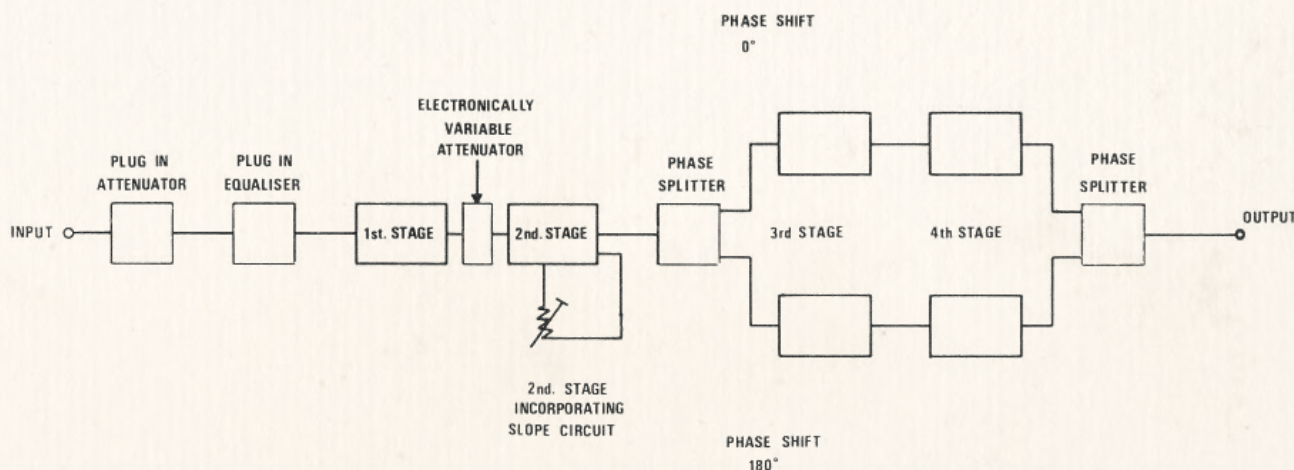 PHASE SHIFT
0°
ELECTRONICALLY
VARIABLE
ATTENUATOR
PLUG IN
ATTENUATOR
PLUG IN
EQUALISER
PHASE
SPLITTER
PHASE
SPLITTER
INPUT
1st. STAGE
2nd. STAGE
3rd STAGE
4th STAGE
OUTPUT
2nd. STAGE
INCORPORATING
SLOPE CIRCUIT
PHASE SHIFT
180°